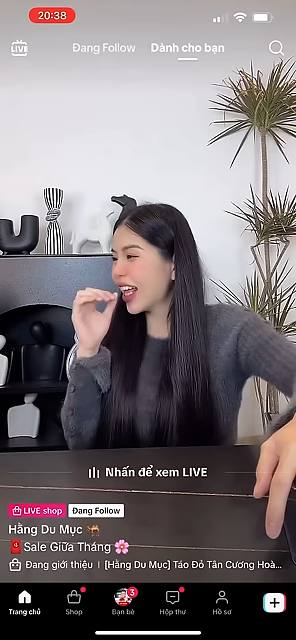 20:38
LIVE
Đang Follow
Dành cho bạn
Nhấn để xem LIVE
LIVE shop
Đang Follow
Hằng Du Mục 🐫
🧧Sale Giữa Tháng 🌸
Đang giới thiệu | [Hằng Du Mục] Táo Đỏ Tân Cương Hoà...
3
Trang chủ
Shop
Bạn bè
Hộp thư
Hồ sơ